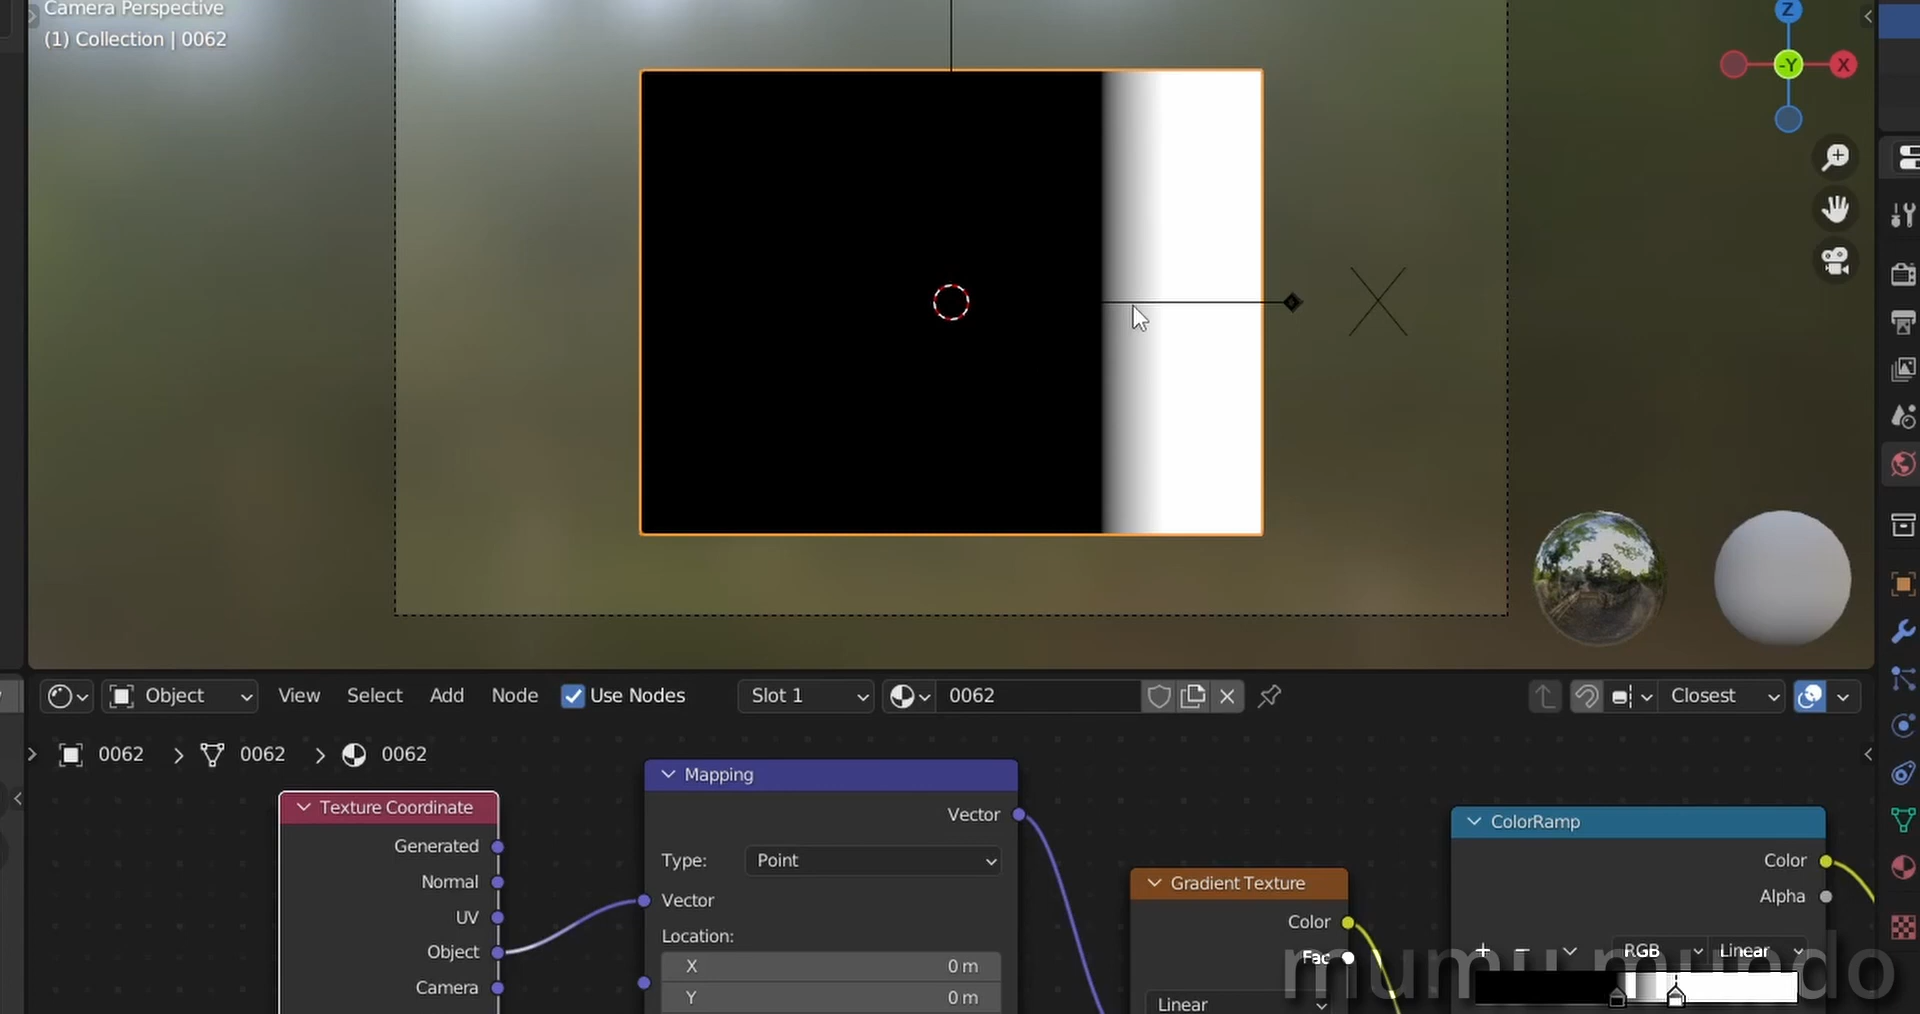 Camera Perspective
(1) Collection | 0062
Z
-Y
X
Object
View
Select
Add
Node
Use Nodes
Slot 1
0062
Closest
0062
0062
0062
Mapping
Vector
Type:
Point
Vector
Location:
X
0 m
Y
0 m
Texture Coordinate
Generated
Normal
UV
Object
Camera
Gradient Texture
Color
Fac
Linear
ColorRamp
Color
Alpha
RGB
Linear
mumu mundo